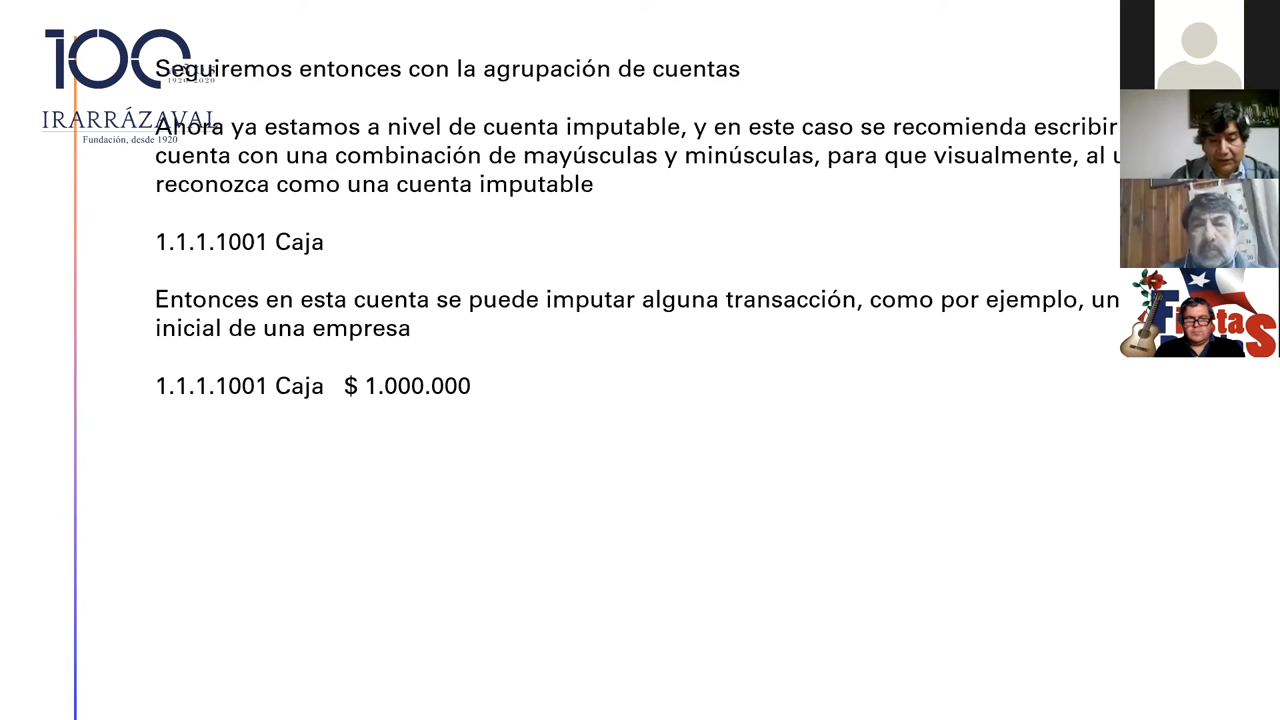 100
AÑOS
1920-2020
IRARRÁZAVAL
Fundación, desde 1920
Seguiremos entonces con la agrupación de cuentas
Ahora ya estamos a nivel de cuenta imputable, y en este caso se recomienda escribir
cuenta con una combinación de mayúsculas y minúsculas, para que visualmente, al
reconozca como una cuenta imputable
1.1.1.1001 Caja
Entonces en esta cuenta se puede imputar alguna transacción, como por ejemplo, un
inicial de una empresa
1.1.1.1001 Caja $ 1.000.000